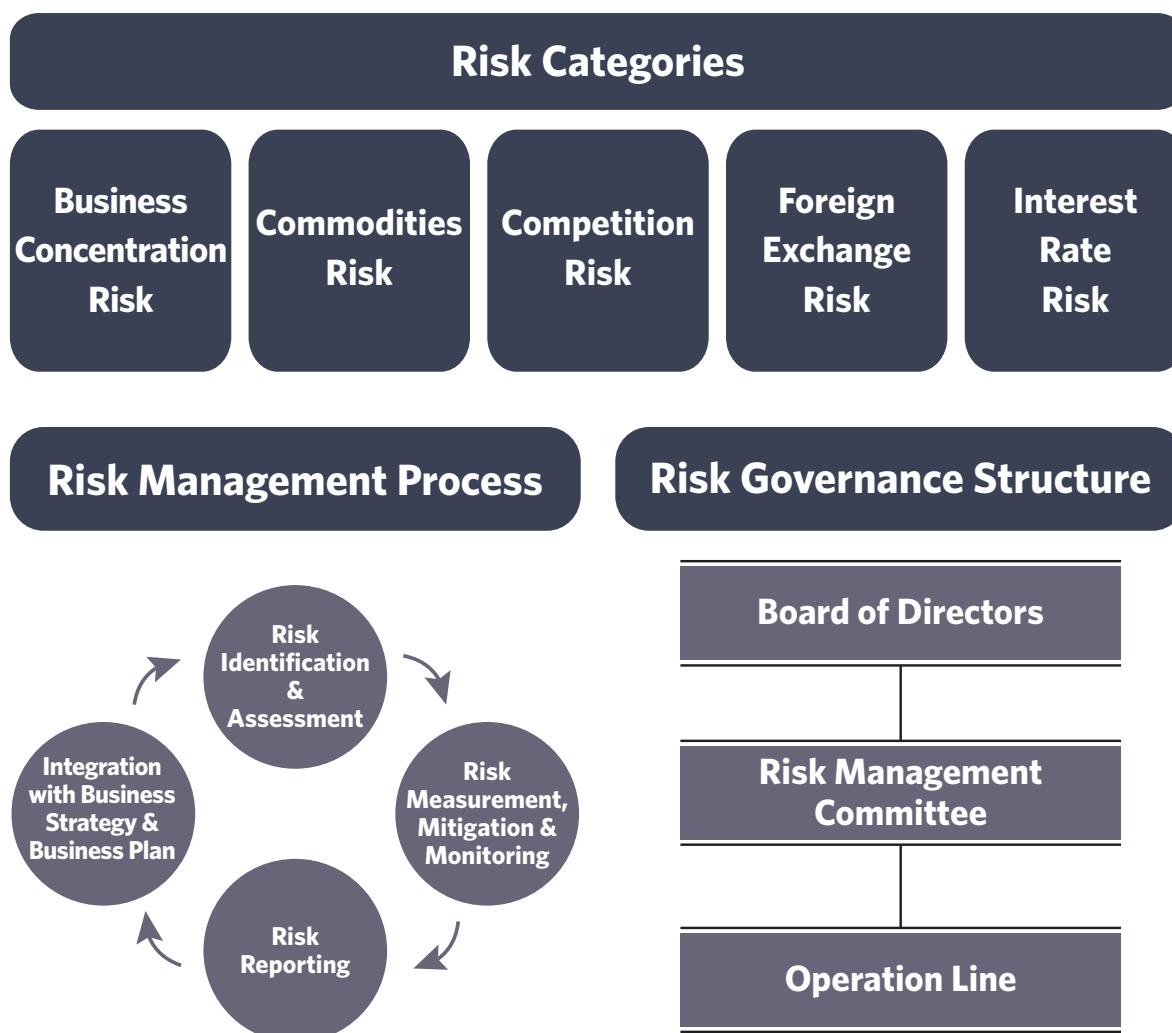 Risk Categories
Business
Concentration
Risk
Commodities
Risk
Competition
Risk
Foreign
Exchange
Risk
Interest
Rate
Risk
Risk Management Process
Risk
Identification
&
Assessment
Risk
Measurement,
Mitigation &
Monitoring
Risk
Reporting
Integration
with Business
Strategy &
Business Plan
Risk Governance Structure
Board of Directors
Risk Management
Committee
Operation Line